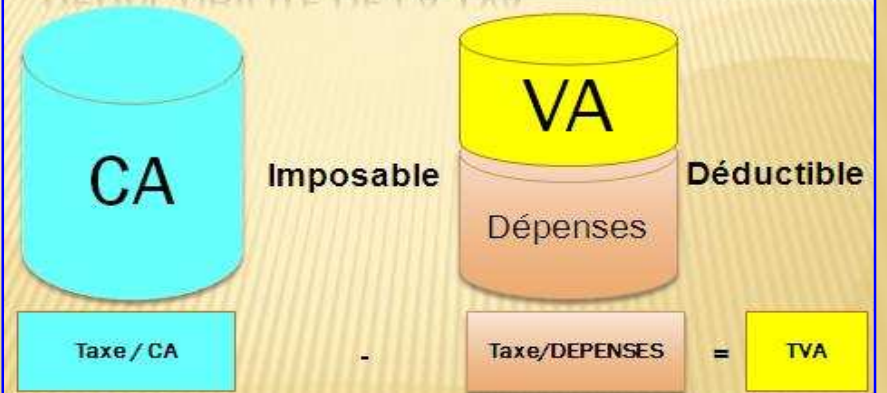 CA
Imposable
VA
Dépenses
Déductible
Taxe / CA - Taxe/DEPENSES = TVA